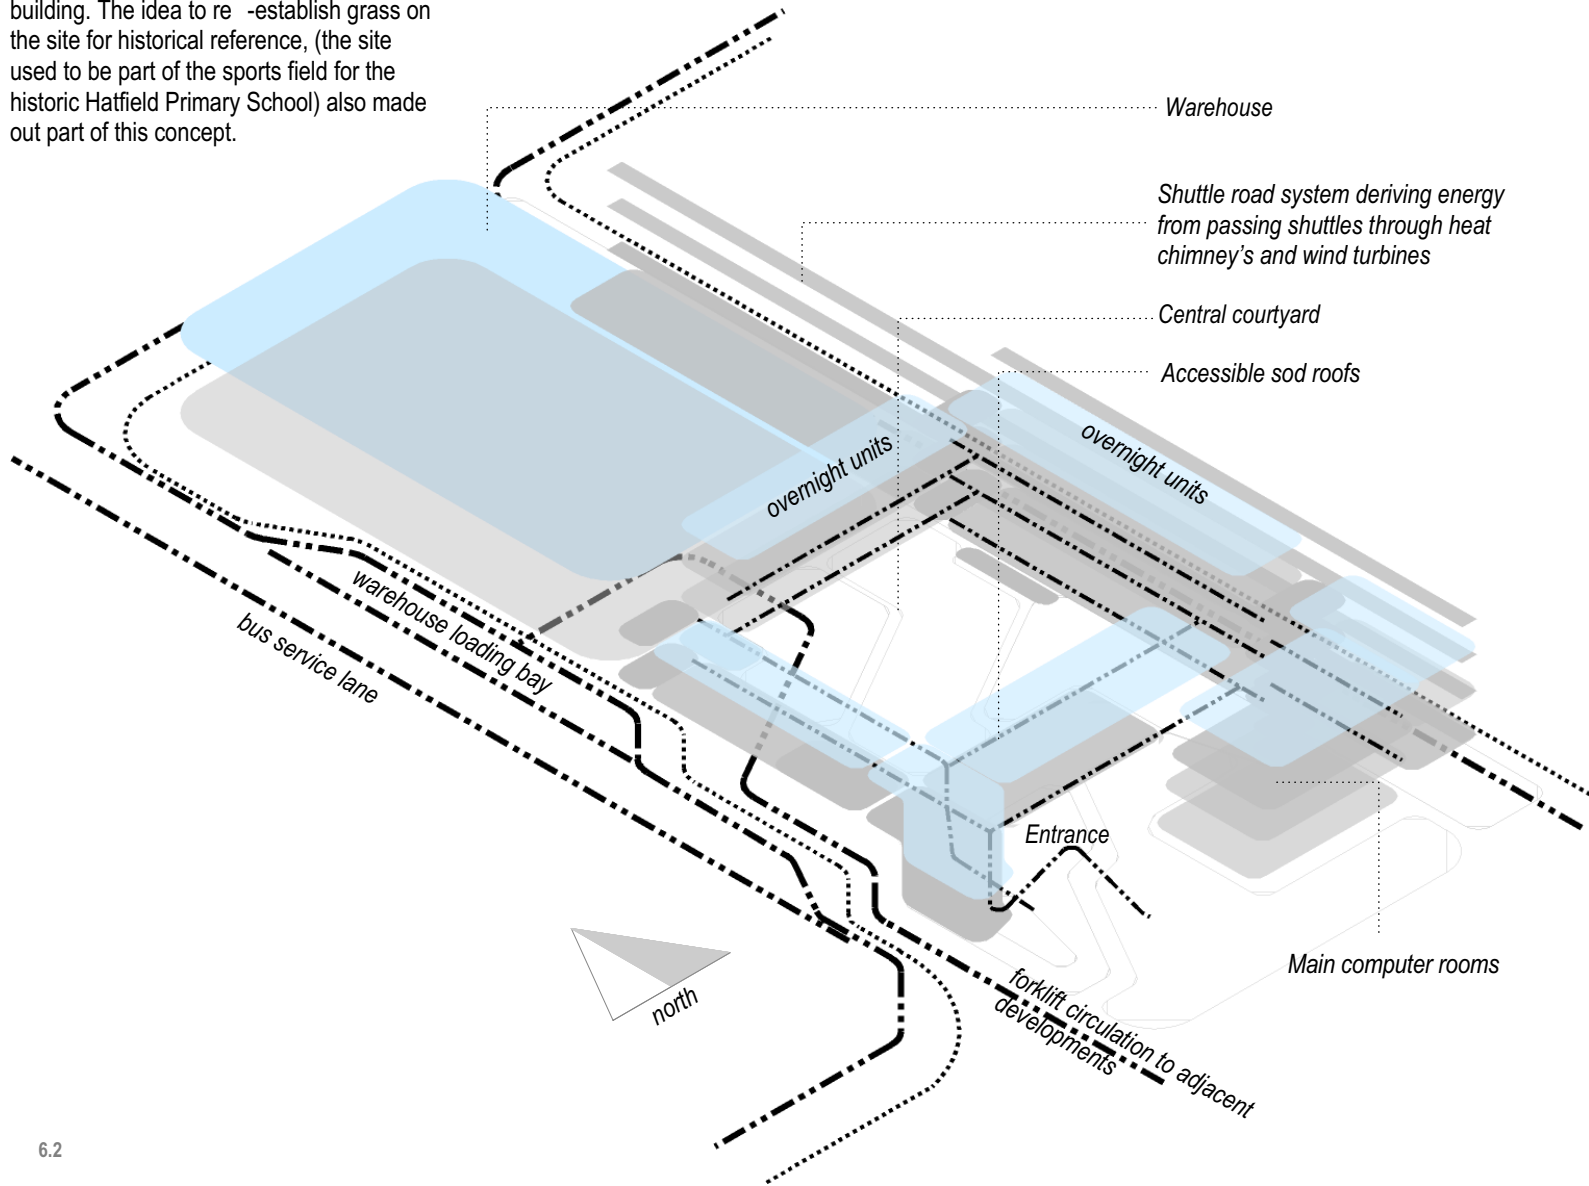 building. The idea to re -establish grass on
the site for historical reference, (the site
used to be part of the sports field for the
historic Hatfield Primary School) also made
out part of this concept.
Warehouse
Shuttle road system deriving energy
from passing shuttles through heat
chimney's and wind turbines
Central courtyard
Accessible sod roofs
overnight units
overnight units
warehouse loading bay
bus service lane
Entrance
Main computer rooms
north
forklift circulation to adjacent
developments
6.2